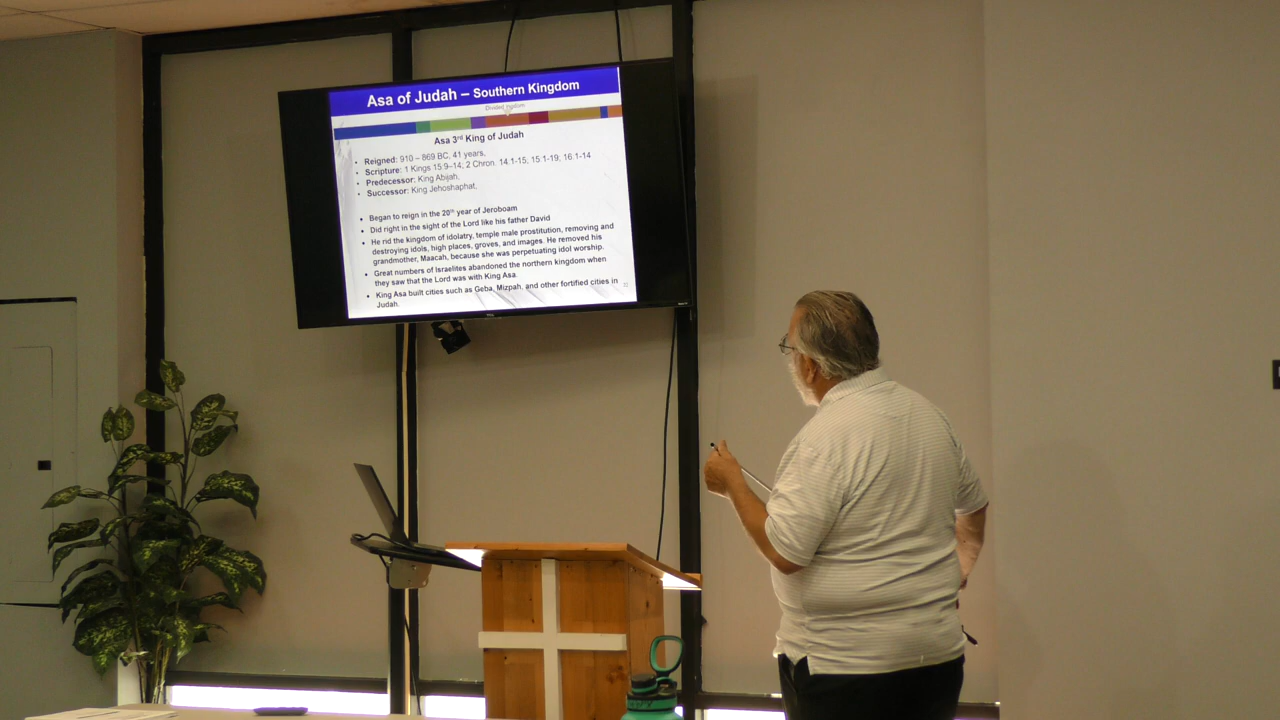 Asa of Judah – Southern Kingdom
Divided
Asa 3rd King of Judah
• Reigned: 910 – 869 BC, 41 years,
• Scripture: 1 Kings 15:9–14; 2 Chron. 14:1-15, 15:1-19; 16:1-14
• Predecessor: King Abijah,
• Successor: King Jehoshaphat,
• Began to reign in the 20th year of Jeroboam
• Did right in the sight of the Lord like his father David
• He rid the kingdom of idolatry, temple male prostitution, removing and
destroying idols, high places, groves, and images. He removed his
grandmother, Maacah, because she was perpetuating idol worship.
• Great numbers of Israelites abandoned the northern kingdom when
they saw that the Lord was with King Asa.
• King Asa built cities such as Geba, Mizpah, and other fortified cities in
Judah.